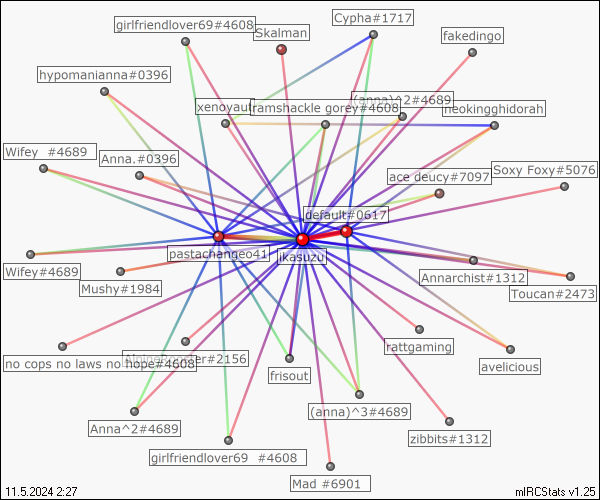 girlfriendlover69#4608
Cypha#1717
Skalman
fakedingo
hypomanianna#0396
xenoyaut
ramshackle gorey#4608
(anna)^2#4689
neokingghidorah
Wifey #4689
Anna.#0396
ace deucy#7097
Soxy Foxy#5076
default#0617
pastachangeo41
ikasuzu
Wifey#4689
Mushy#1984
Annarchist#1312
Toucan#2473
no cops no laws no hope#4608
#2156
rattgaming
avelicious
frisout
Anna^2#4689
(anna)^3#4689
zibbits#1312
girlfriendlover69 #4608
Mad #6901
11.5.2024 2:27
mIRCStats v1.25